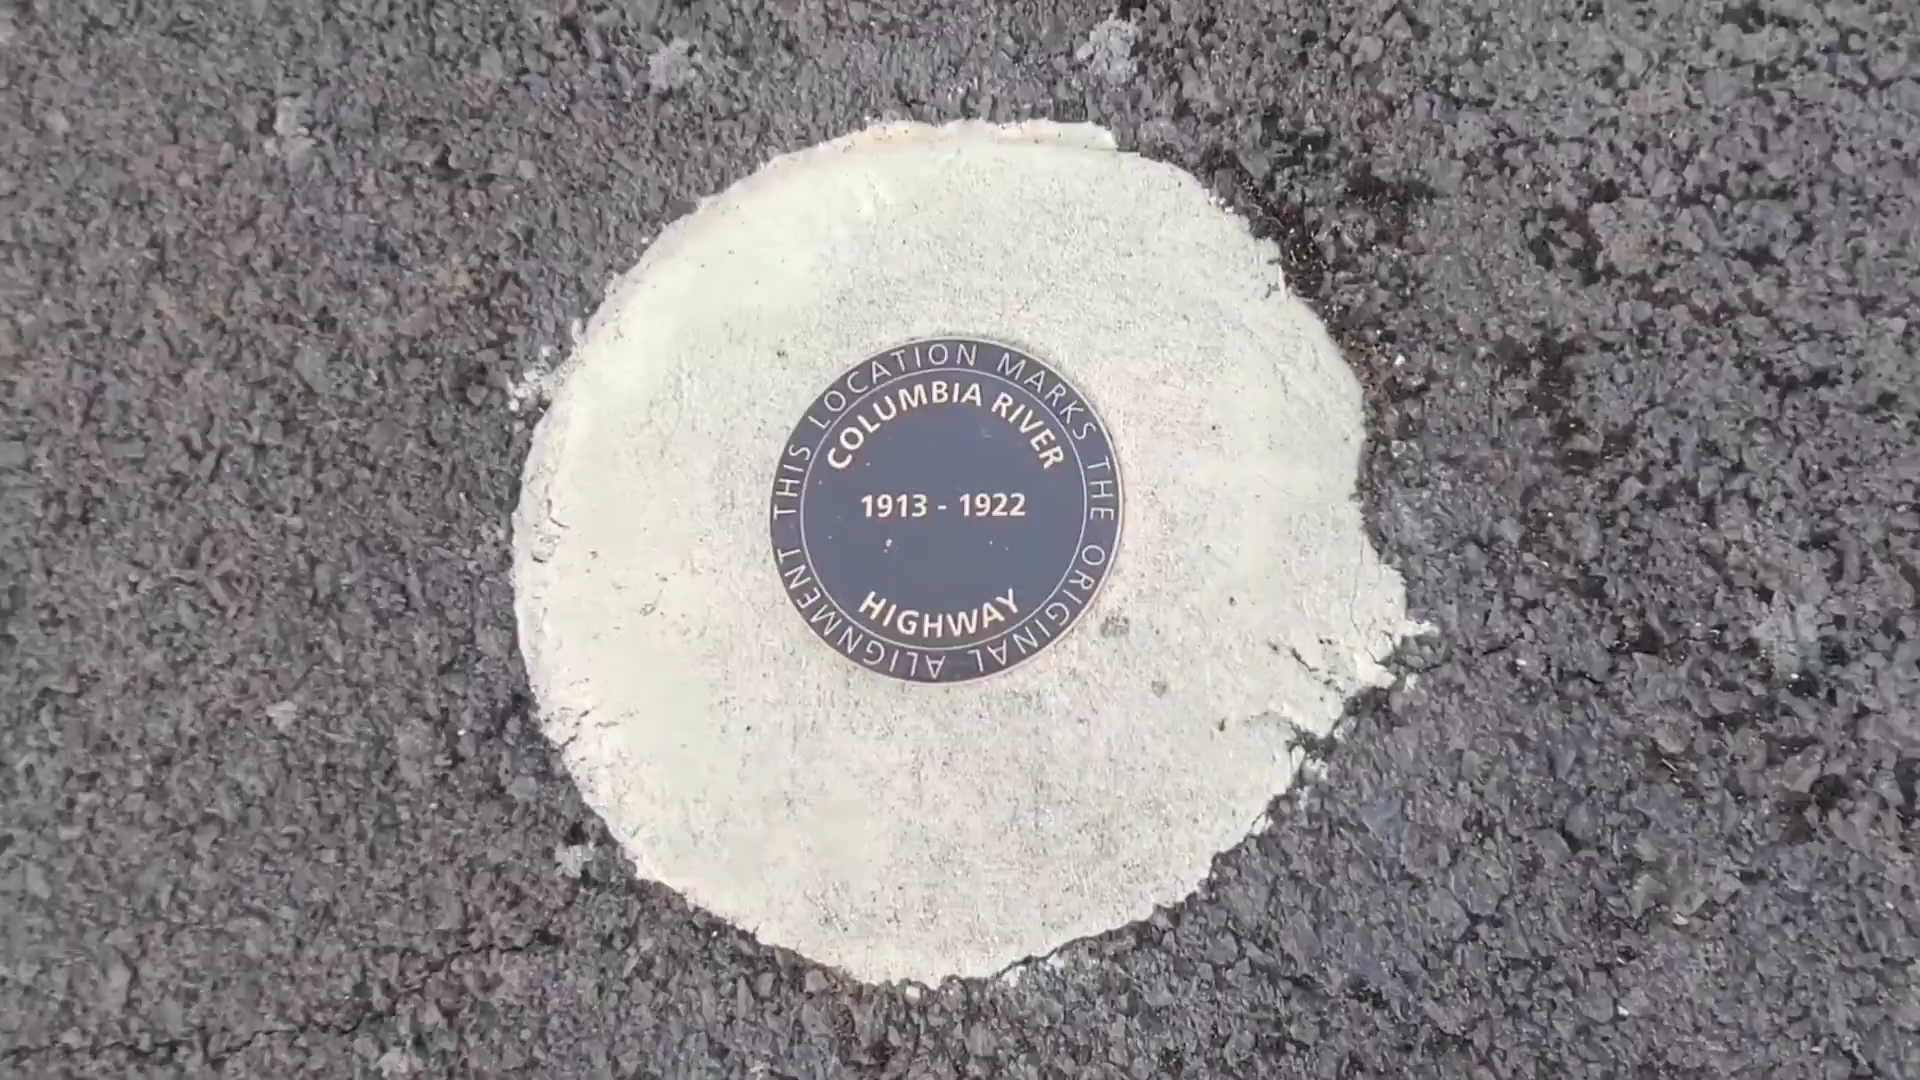 THIS LOCATION MARKS THE ORIGINAL ALIGNMENT
COLUMBIA RIVER
1913 - 1922
HIGHWAY